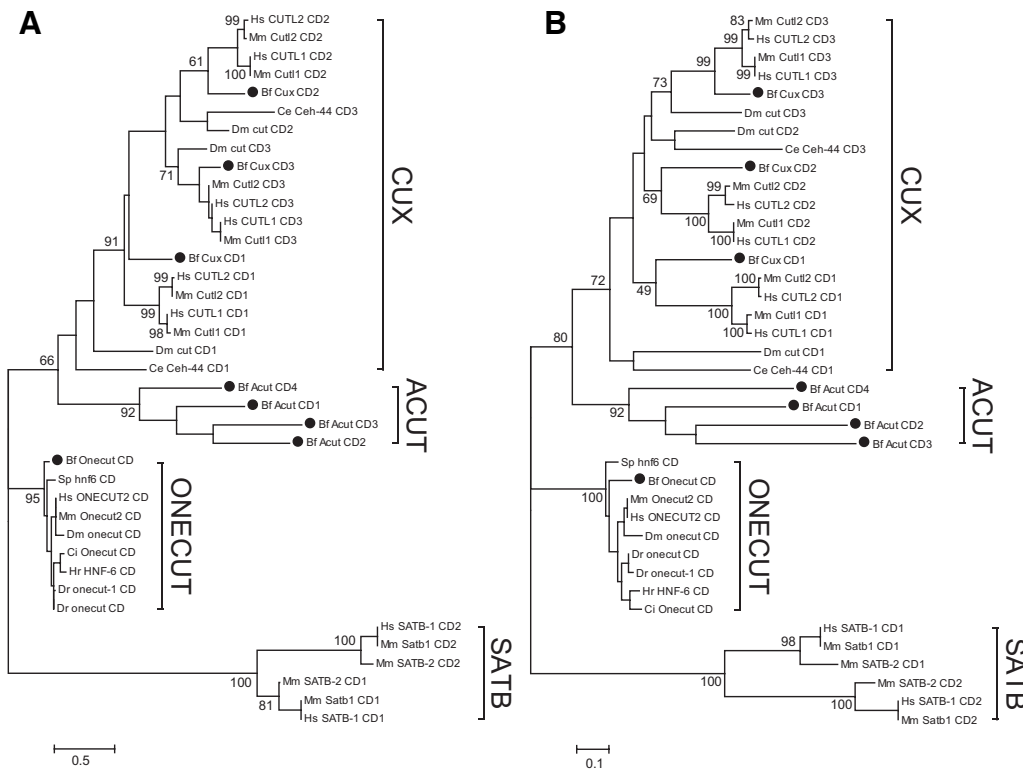 A
99
Hs CUTL2 CD2
Mm Cutl2 CD2
61
Hs CUTL1 CD2
100
Mm Cutl1 CD2
Bf Cux CD2
Ce Ceh-44 CD3
Dm cut CD2
Dm cut CD3
71
Bf Cux CD3
Mm Cutl2 CD3
Hs CUTL2 CD3
Hs CUTL1 CD3
Mm Cutl1 CD3
91
Bf Cux CD1
99
Hs CUTL2 CD1
Mm Cutl2 CD1
99
Hs CUTL1 CD1
98
Mm Cutl1 CD1
Dm cut CD1
66
Ce Ceh-44 CD1
Bf Acut CD4
92
Bf Acut CD1
Bf Acut CD3
Bf Acut CD2
Bf Onecut CD
95
Sp hnf6 CD
Hs ONECUT2 CD
Mm Onecut2 CD
Dm onecut CD
Ci Onecut CD
Hr HNF-6 CD
Dr onecut-1 CD
Dr onecut CD
Hs SATB-1 CD2
100
Mm Satb1 CD2
Mm SATB-2 CD2
100
Mm SATB-2 CD1
81
Mm Satb1 CD1
Hs SATB-1 CD1
CUX
ACUT
ONECUT
SATB
0.5
B
83
Mm Cutl2 CD3
99
Hs CUTL2 CD3
99
Mm Cutl1 CD3
99
Hs CUTL1 CD3
73
Bf Cux CD3
Dm cut CD3
Dm cut CD2
Ce Ceh-44 CD3
Bf Cux CD2
69
99
Mm Cutl2 CD2
Hs CUTL2 CD2
100
Mm Cutl1 CD2
100
Hs CUTL1 CD2
Bf Cux CD1
72
49
100
Mm Cutl2 CD1
Hs CUTL2 CD1
100
Mm Cutl1 CD1
100
Hs CUTL1 CD1
80
Dm cut CD1
Ce Ceh-44 CD1
Bf Acut CD4
92
Bf Acut CD1
Bf Acut CD2
Bf Acut CD3
Sp hnf6 CD
100
Bf Onecut CD
Mm Onecut2 CD
Hs ONECUT2 CD
Dm onecut CD
Dr onecut CD
Dr onecut-1 CD
Hr HNF-6 CD
Ci Onecut CD
Hs SATB-1 CD1
98
Mm Satb1 CD1
Mm SATB-2 CD1
100
Mm SATB-2 CD2
100
Hs SATB-1 CD2
Mm Satb1 CD2
CUX
ACUT
ONECUT
SATB
0.1